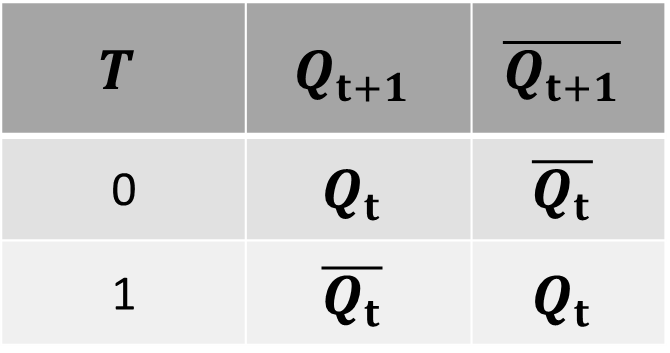 T Q_{t+1} \overline{Q_{t+1}}
0 Q_t \overline{Q_t}
1 \overline{Q_t} Q_t